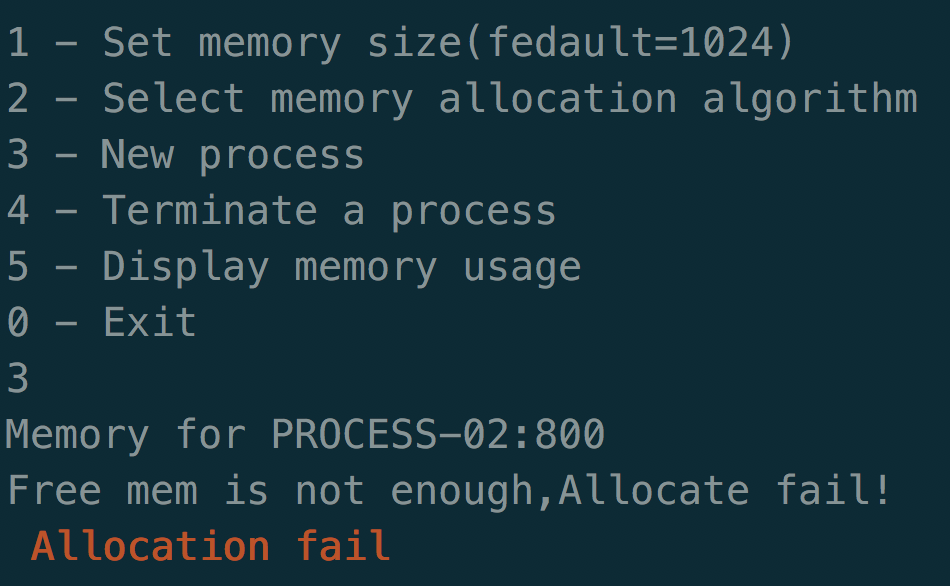 1 - Set memory size(fedault=1024)
2 - Select memory allocation algorithm
3 - New process
4 - Terminate a process
5 - Display memory usage
0 - Exit
3
Memory for PROCESS-02:800
Free mem is not enough,Allocate fail!
Allocation fail